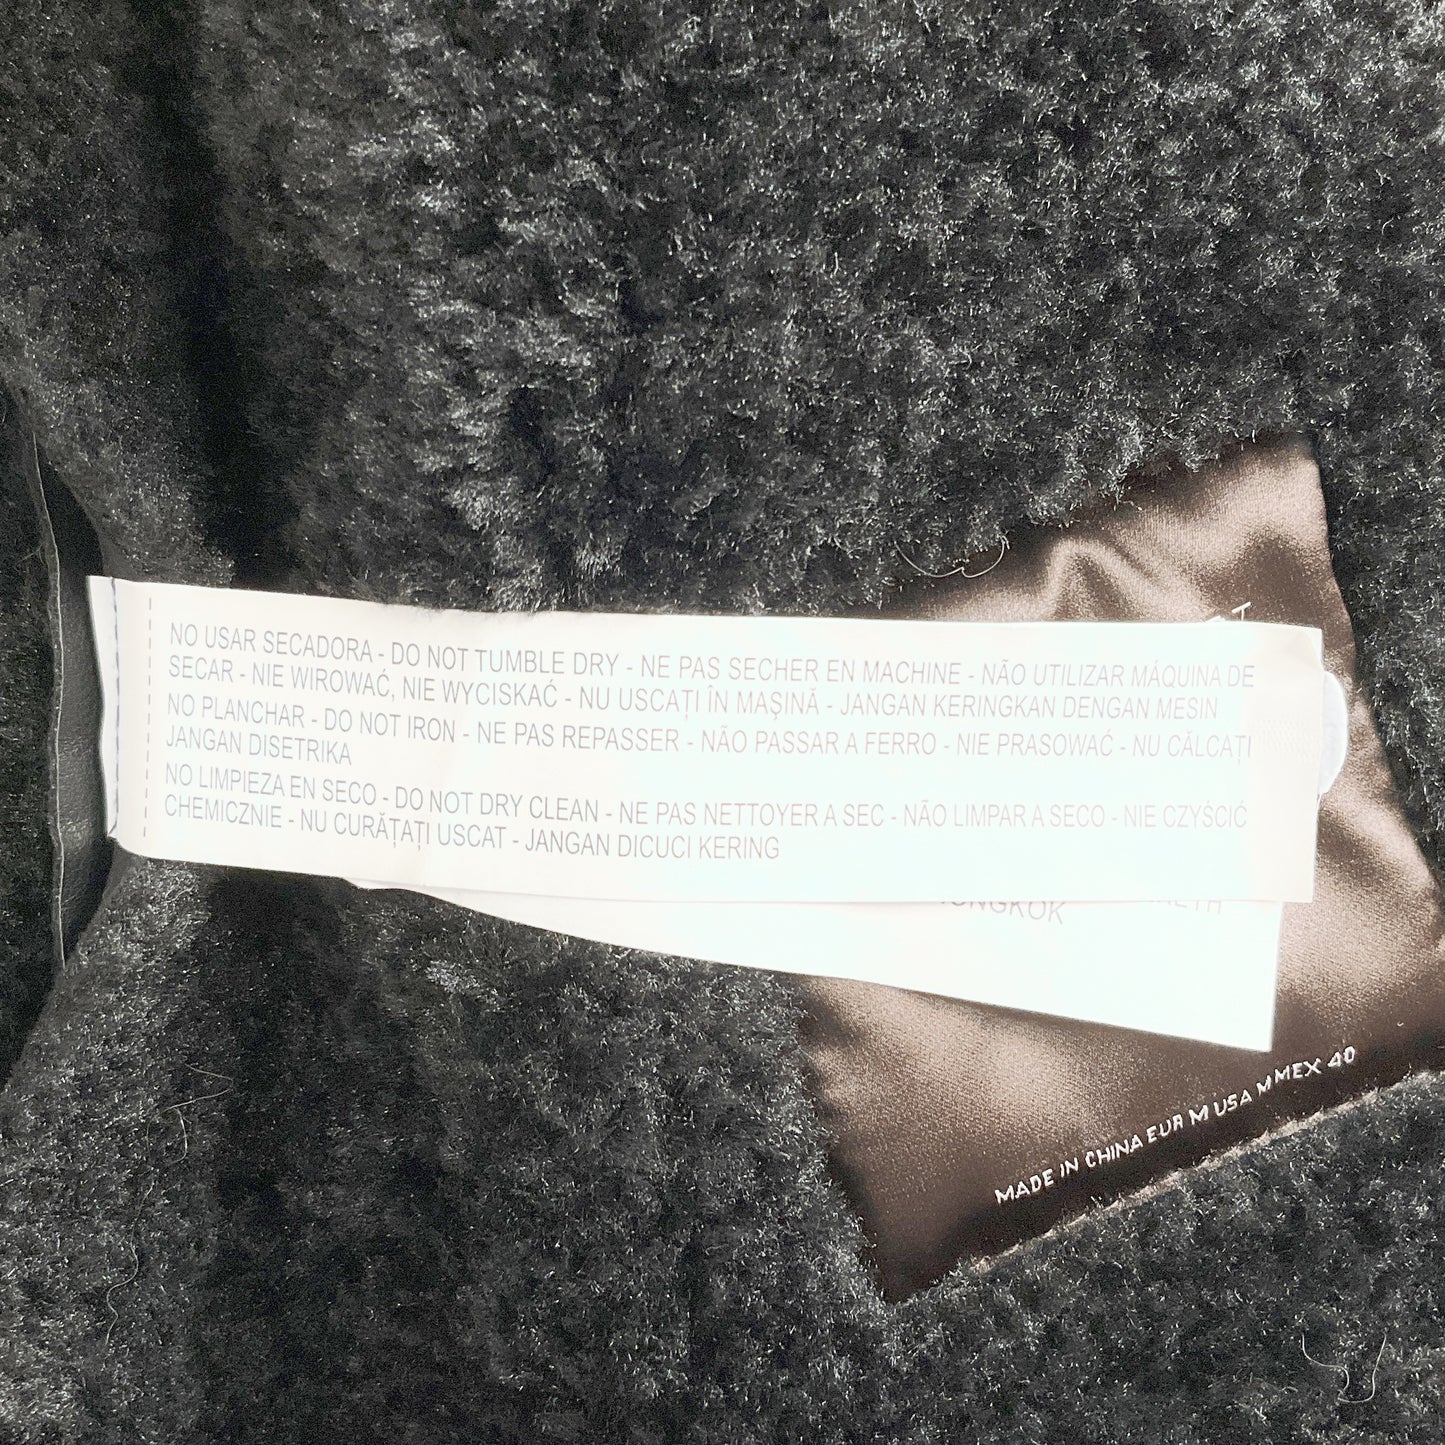 NO USAR SECADORA - DO NOT TUMBLE DRY - NE PAS SECHER EN MACHINE - NÃO UTILIZAR MÁQUINA DE
SECAR - NIE WIROWAĆ, NIE WYCISKAĆ - NU USCAȚI ÎN MAŞINĂ - JANGAN KERINGKAN DENGAN MESIN
NO PLANCHAR - DO NOT IRON - NE PAS REPASSER - NÃO PASSAR A FERRO - NIE PRASOWAĆ - NU CĂLCAȚI
JANGAN DISETRIKA
NO LIMPIEZA EN SECO - DO NOT DRY CLEAN - NE PAS NETTOYER A SEC - NÃO LIMPAR A SECO - NIE CZYŚCIĆ
CHEMICZNIE - NU CURĂȚAȚI USCAT - JANGAN DICUCI KERING
MADE IN CHINA EUR M USA M MEX 40